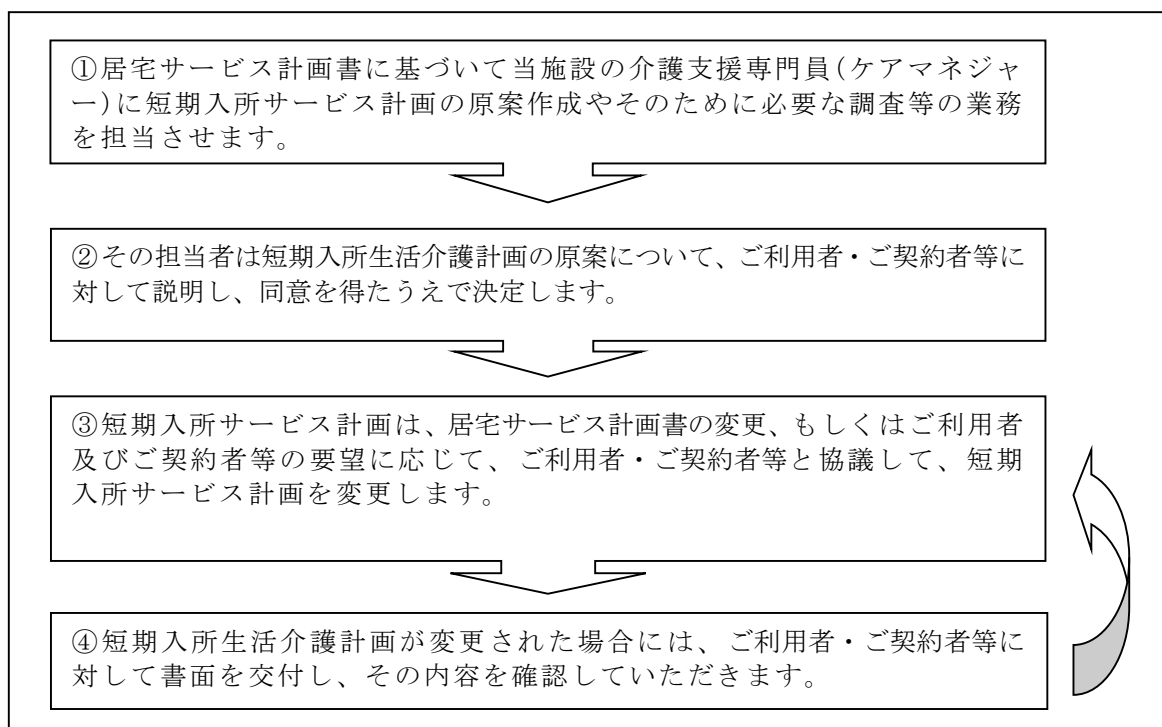 ①居宅サービス計画書に基づいて当施設の介護支援専門員(ケアマネジャ
ー)に短期入所サービス計画の原案作成やそのために必要な調査等の業務
を担当させます。
②その担当者は短期入所生活介護計画の原案について、ご利用者・ご契約者等に
対して説明し、同意を得たうえで決定します。
③短期入所サービス計画は、居宅サービス計画書の変更、もしくはご利用者
及びご契約者等の要望に応じて、ご利用者・ご契約者等と協議して、短期
入所サービス計画を変更します。
④短期入所生活介護計画が変更された場合には、ご利用者・ご契約者等に
対して書面を交付し、その内容を確認していただきます。